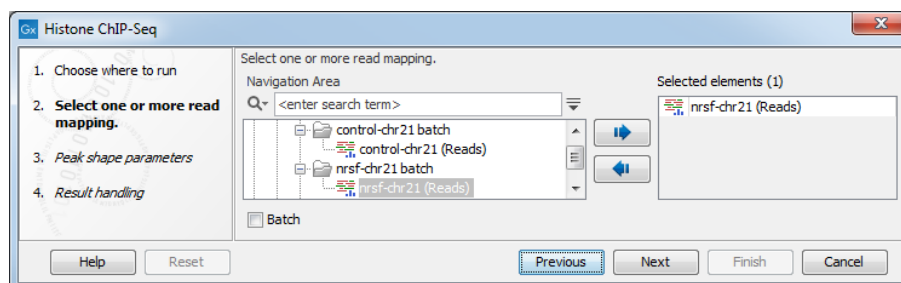 Gx Histone ChIP-Seq
1. Choose where to run
2. Select one or more read
mapping.
3. Peak shape parameters
4. Result handling
Select one or more read mapping.
Navigation Area
<enter search term>
control-chr21 batch
control-chr21 (Reads)
nrsf-chr21 batch
nrsf-chr21 (Reads)
Batch
Selected elements (1)
nrsf-chr21 (Reads)
Help Reset Previous Next Finish Cancel